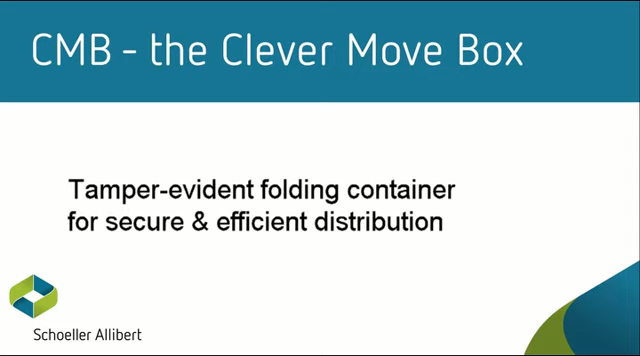 CMB - the Clever Move Box
Tamper-evident folding container
for secure & efficient distribution
Schoeller Allibert